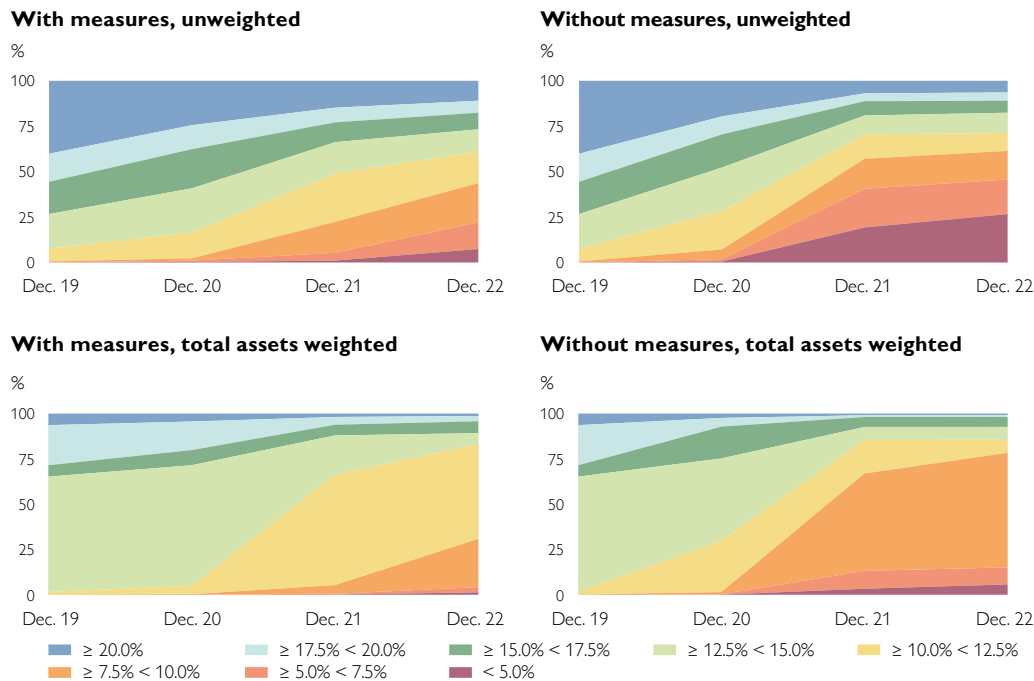 With measures, unweighted
%
100
75
50
25
0
Dec. 19 Dec. 20 Dec. 21 Dec. 22
Without measures, unweighted
%
100
75
50
25
0
Dec. 19 Dec. 20 Dec. 21 Dec. 22
With measures, total assets weighted
%
100
75
50
25
0
Dec. 19 Dec. 20 Dec. 21 Dec. 22
Without measures, total assets weighted
%
100
75
50
25
0
Dec. 19 Dec. 20 Dec. 21 Dec. 22
≥ 20.0% ≥ 17.5% < 20.0% ≥ 15.0% < 17.5% ≥ 12.5% < 15.0% ≥ 10.0% < 12.5%
≥ 7.5% < 10.0% ≥ 5.0% < 7.5% < 5.0%